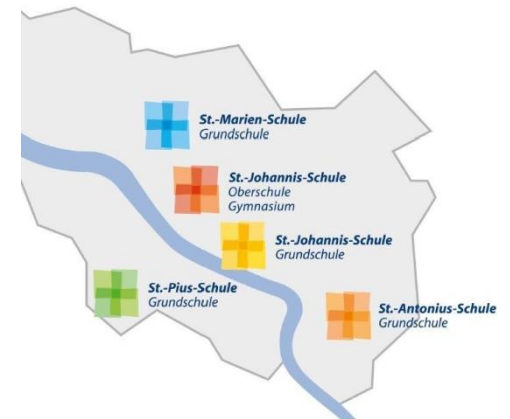 St.-Marien-Schule
Grundschule
St.-Johannis-Schule
Oberschule
Gymnasium
St.-Johannis-Schule
Grundschule
St.-Pius-Schule
Grundschule
St.-Antonius-Schule
Grundschule